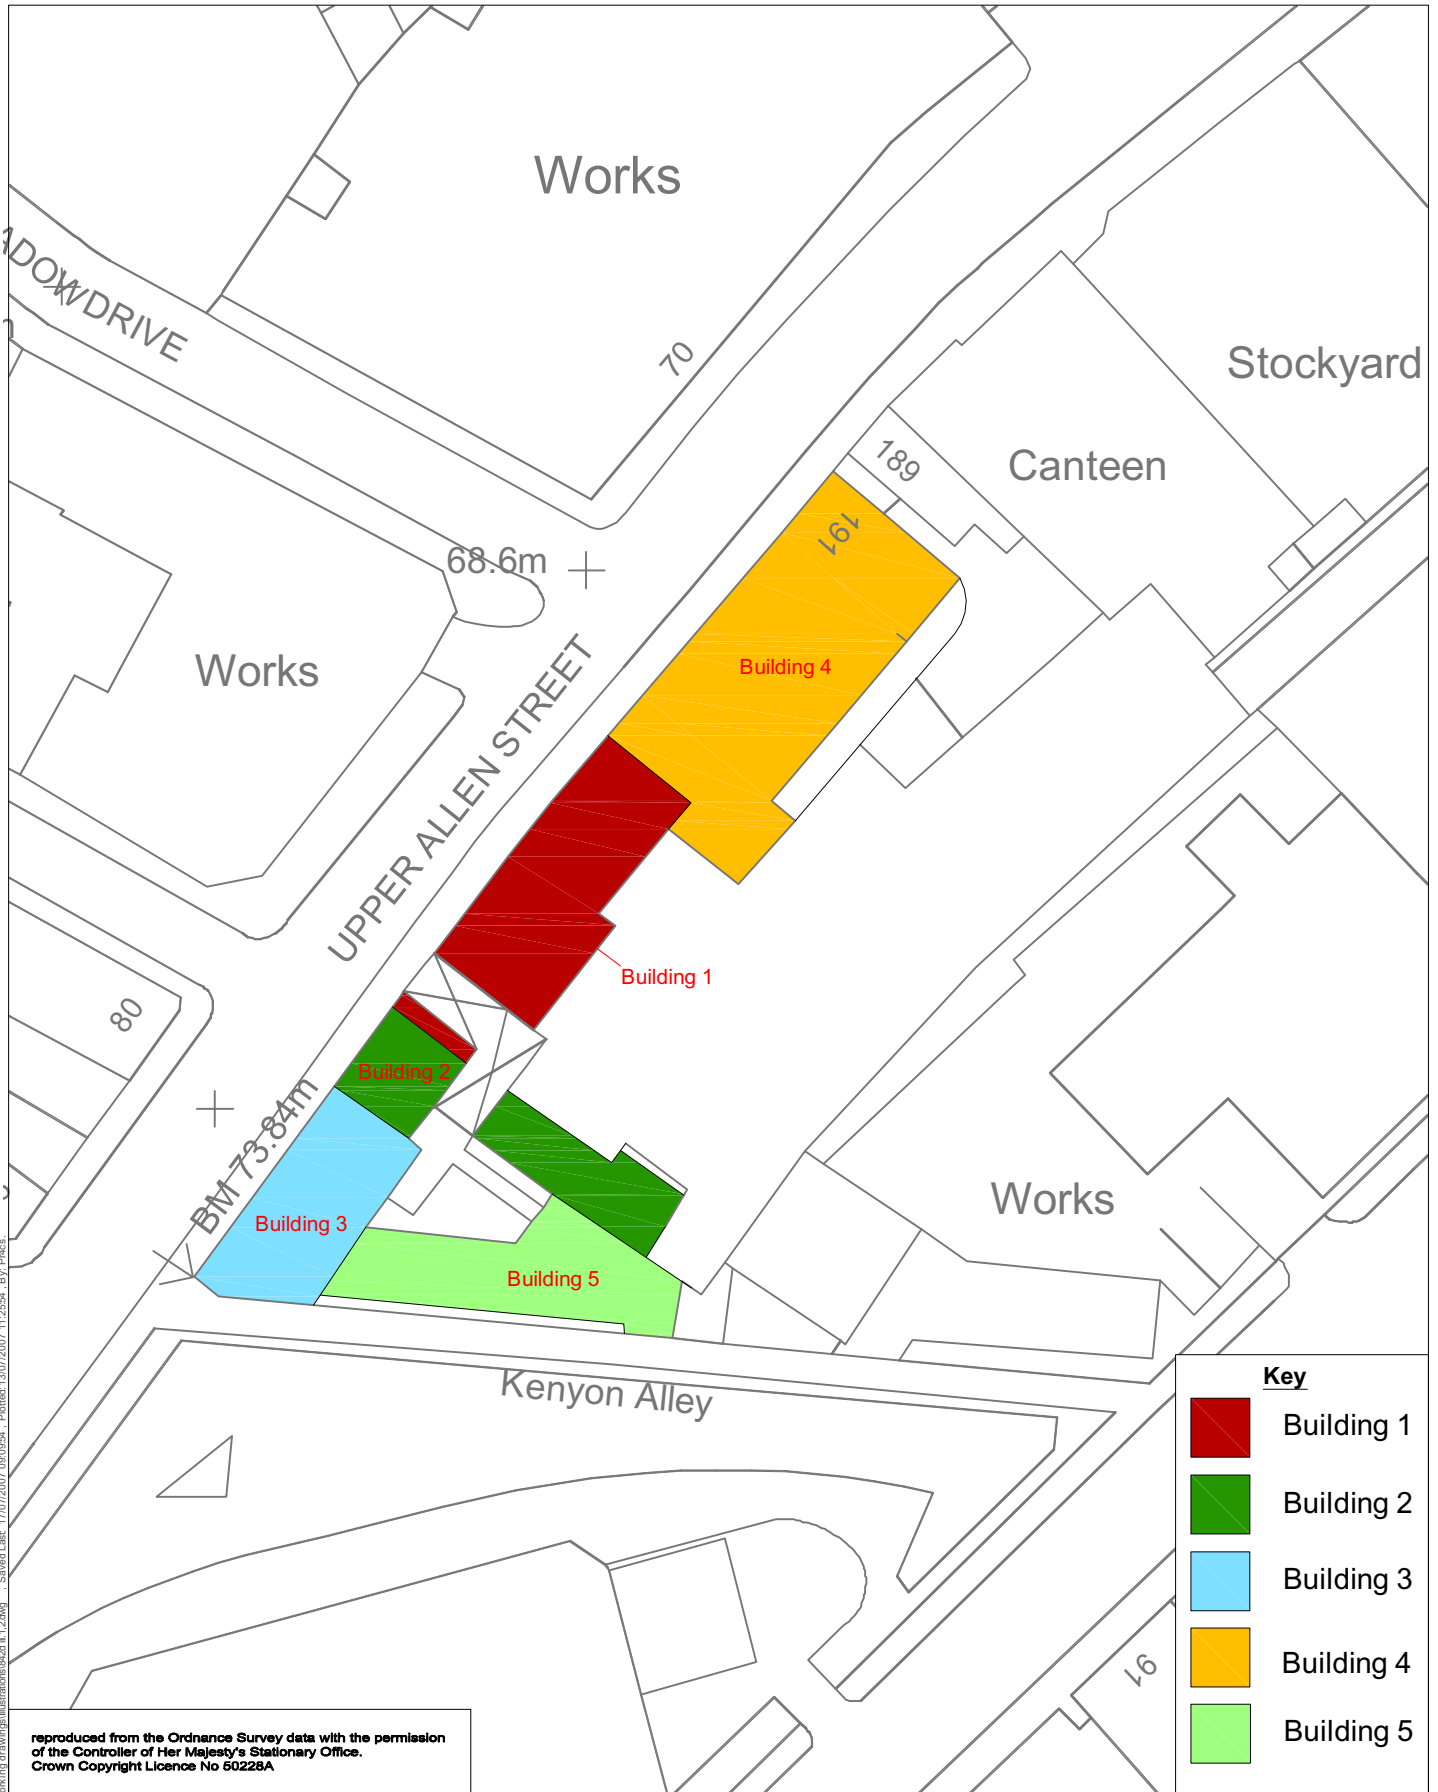 Works
ADOW DRIVE
70
Stockyard
189
Canteen
191
68.6m
Works
Building 4
UPPER ALLEN STREET
Building 1
80
Building 2
BM 73.84m
Works
Building 3
Building 5
Kenyon Alley
Key
Building 1
Building 2
Building 3
Building 4
Building 5
91
reproduced from the Ordnance Survey data with the permission
of the Controller of Her Majesty's Stationary Office.
Crown Copyright Licence No 50228A